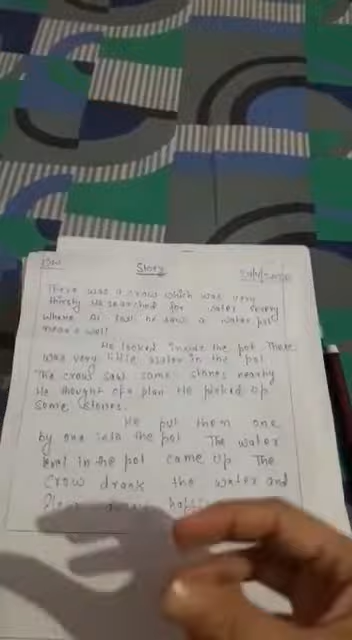 Story
There was a crow which was very
thirsty He searched for water every
where At last he saw a water pot
near a well
He looked inside the pot There
was very little water in the pot
The crow saw some stones nearby
He thought of a plan He picked up
some stones.
He put them one
by one into the pot The water
level in the pot came up The
Crow drank the water and